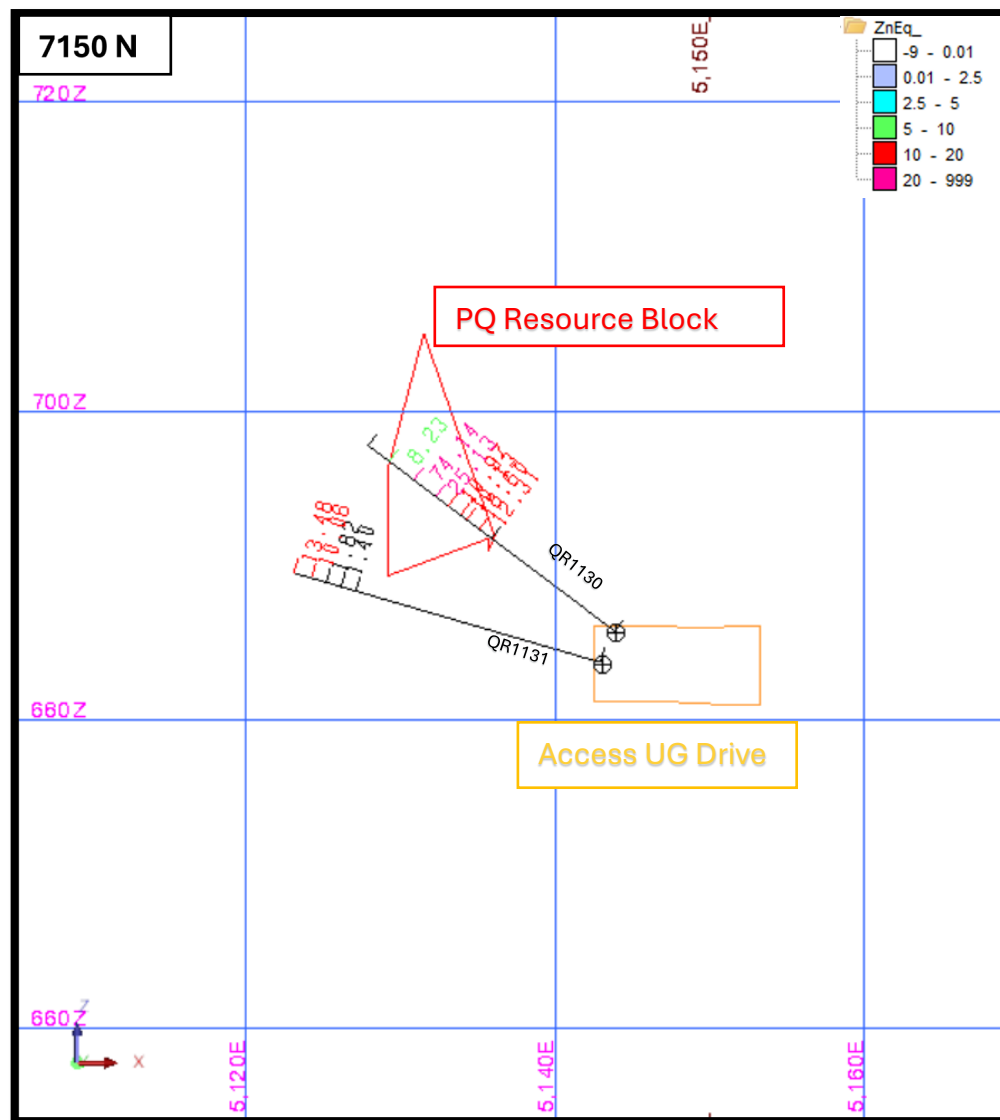 7150 N
5,150E
ZnEq_
-9 - 0.01
0.01 - 2.5
2.5 - 5
5 - 10
10 - 20
20 - 999
720Z
PQ Resource Block
700Z
8.23
QR1130
QR1131
660Z
Access UG Drive
660Z
Z
X
5,120E
5,140E
5,160E